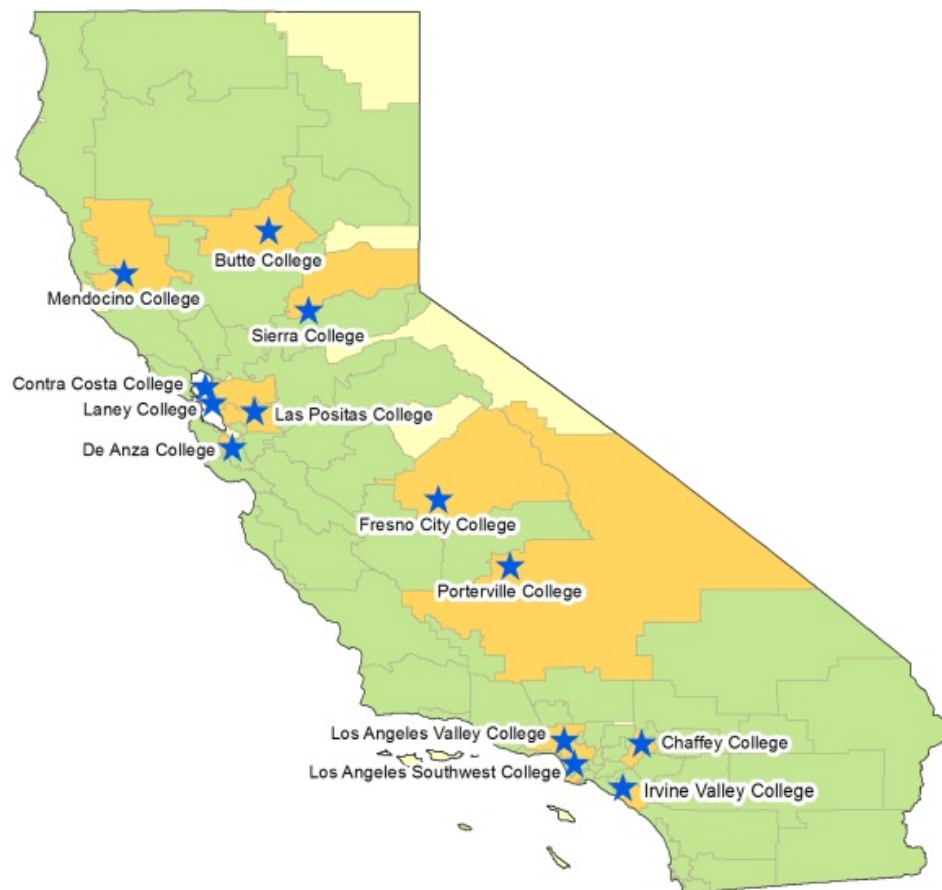 Butte College
Mendocino College
Sierra College
Contra Costa College
Laney College
Las Positas College
De Anza College
Fresno City College
Porterville College
Los Angeles Valley College
Chaffey College
Los Angeles Southwest College
Irvine Valley College